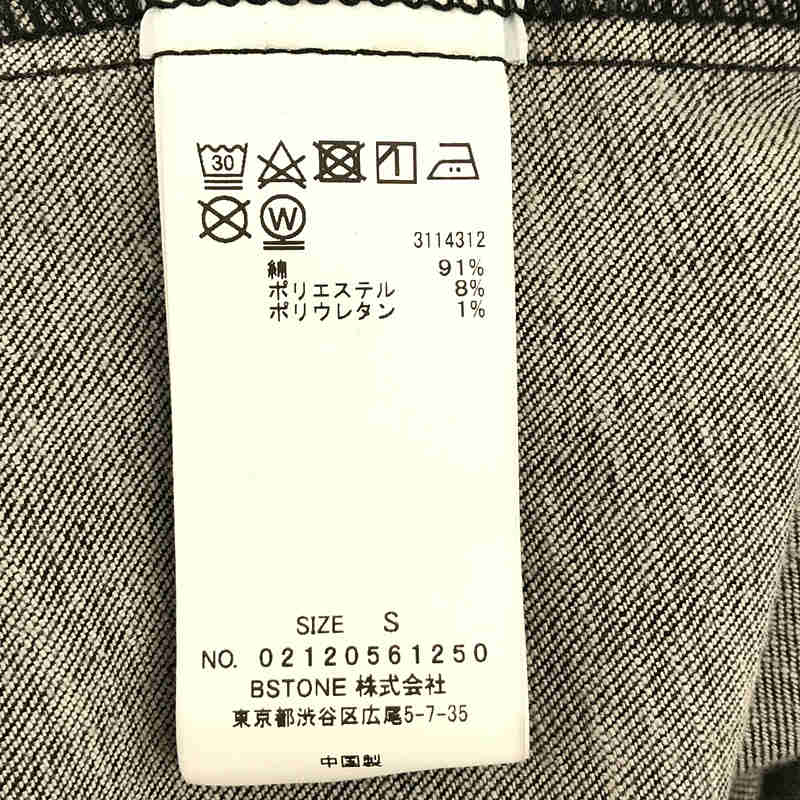 30
W
3114312
綿 91%
ポリエステル 8%
ポリウレタン 1%
SIZE S
NO. 02120561250
BSTONE 株式会社
東京都渋谷区広尾5-7-35
中国製